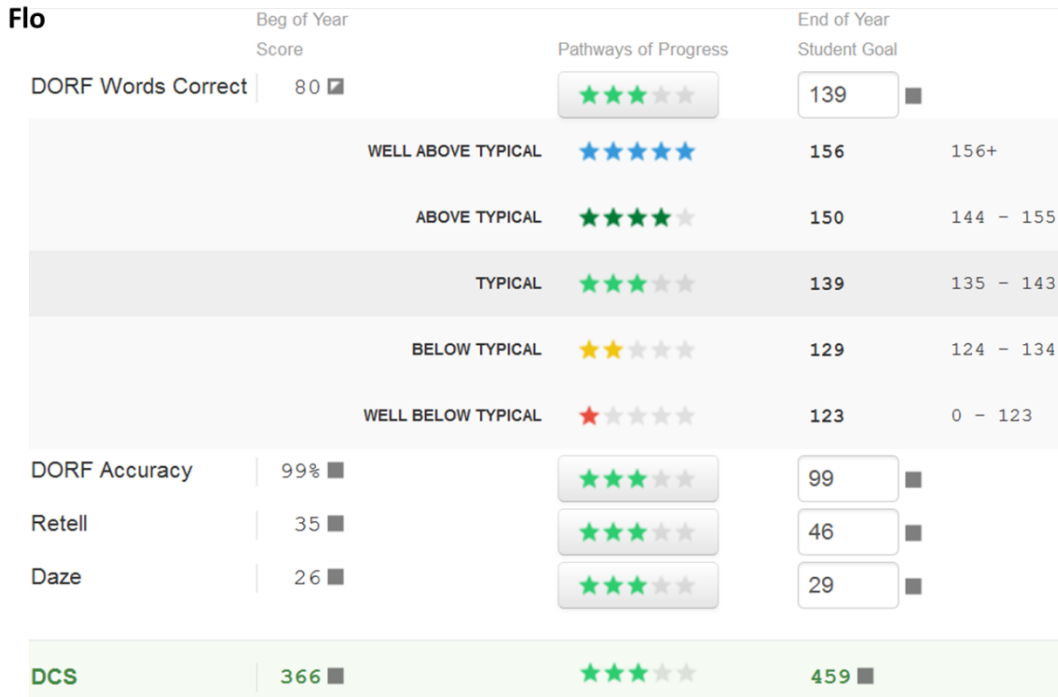 Flo
Beg of Year
Score
Pathways of Progress
End of Year
Student Goal
DORF Words Correct 80 139
WELL ABOVE TYPICAL 156 156+
ABOVE TYPICAL 150 144 - 155
TYPICAL 139 135 - 143
BELOW TYPICAL 129 124 - 134
WELL BELOW TYPICAL 123 0 - 123
DORF Accuracy 99% 99
Retell 35 46
Daze 26 29
DCS 366 459